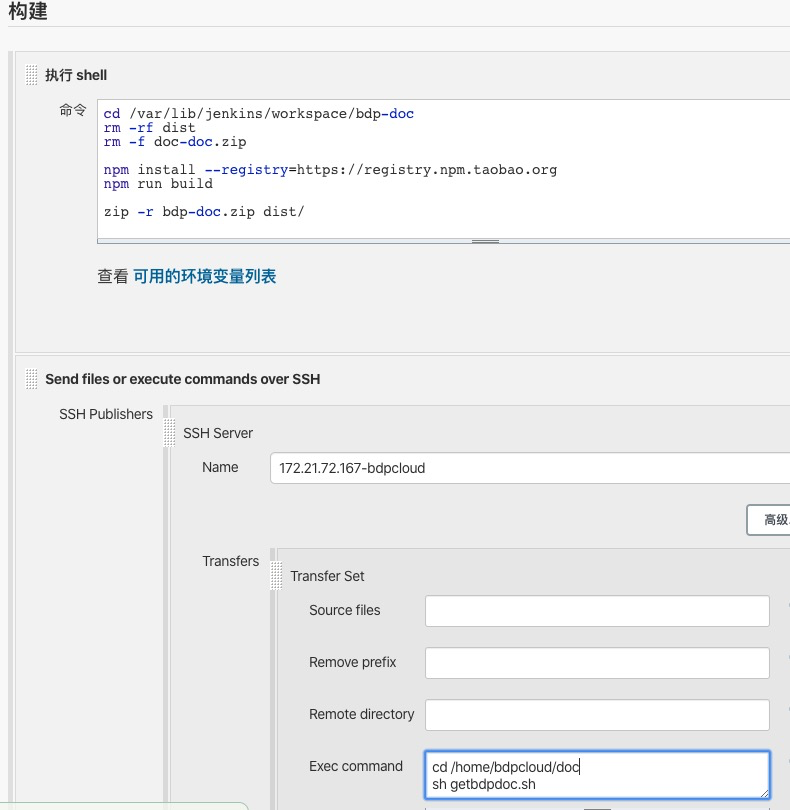 构建
执行 shell
命令
cd /var/lib/jenkins/workspace/bdp-doc
rm -rf dist
rm -f doc-doc.zip
npm install --registry=https://registry.npm.taobao.org
npm run build
zip -r bdp-doc.zip dist/
查看 可用的环境变量列表
Send files or execute commands over SSH
SSH Publishers
SSH Server
Name
172.21.72.167-bdpcloud
高级
Transfers
Transfer Set
Source files
Remove prefix
Remote directory
Exec command
cd /home/bdpcloud/doc
sh getbdpdoc.sh